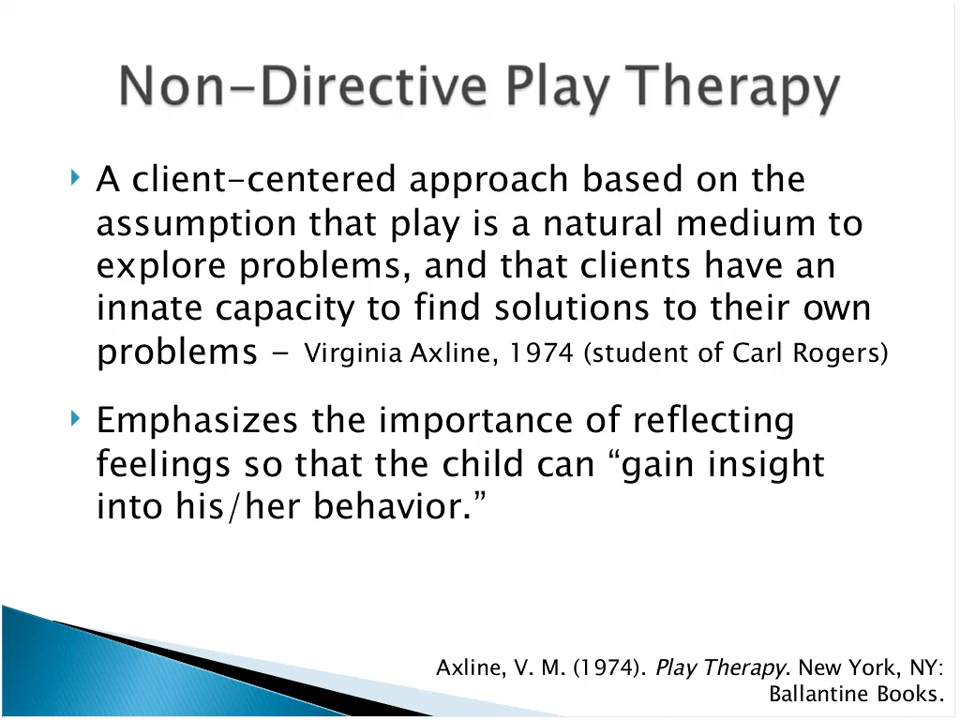 Non-Directive Play Therapy
A client-centered approach based on the
assumption that play is a natural medium to
explore problems, and that clients have an
innate capacity to find solutions to their own
problems – Virginia Axline, 1974 (student of Carl Rogers)
Emphasizes the importance of reflecting
feelings so that the child can “gain insight
into his/her behavior.”
Axline, V. M. (1974). Play Therapy. New York, NY:
Ballantine Books.